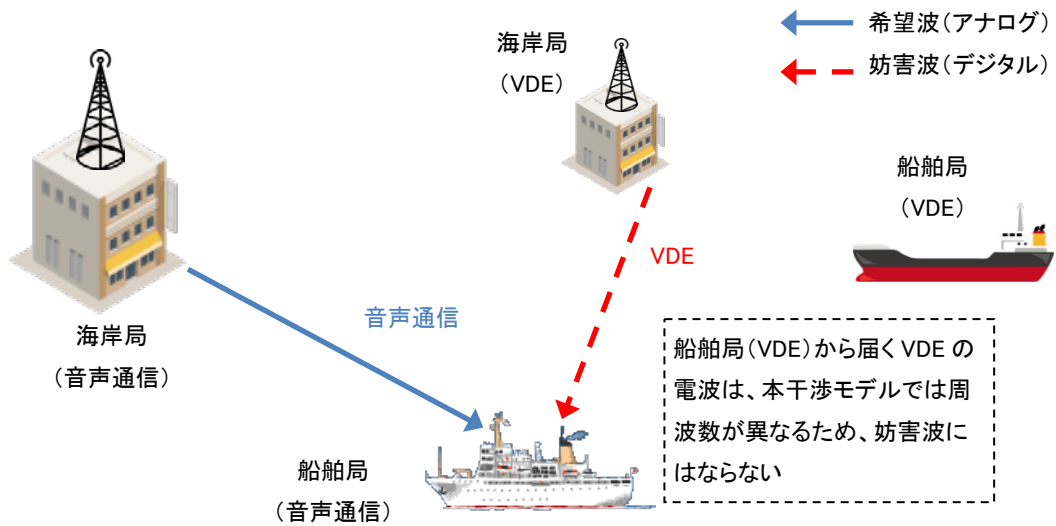 希望波（アナログ）
妨害波（デジタル）
海岸局
（VDE）
船舶局
（VDE）
VDE
音声通信
海岸局
（音声通信）
船舶局（VDE）から届く VDE の
電波は、本干渉モデルでは周
波数が異なるため、妨害波に
はならない
船舶局
（音声通信）